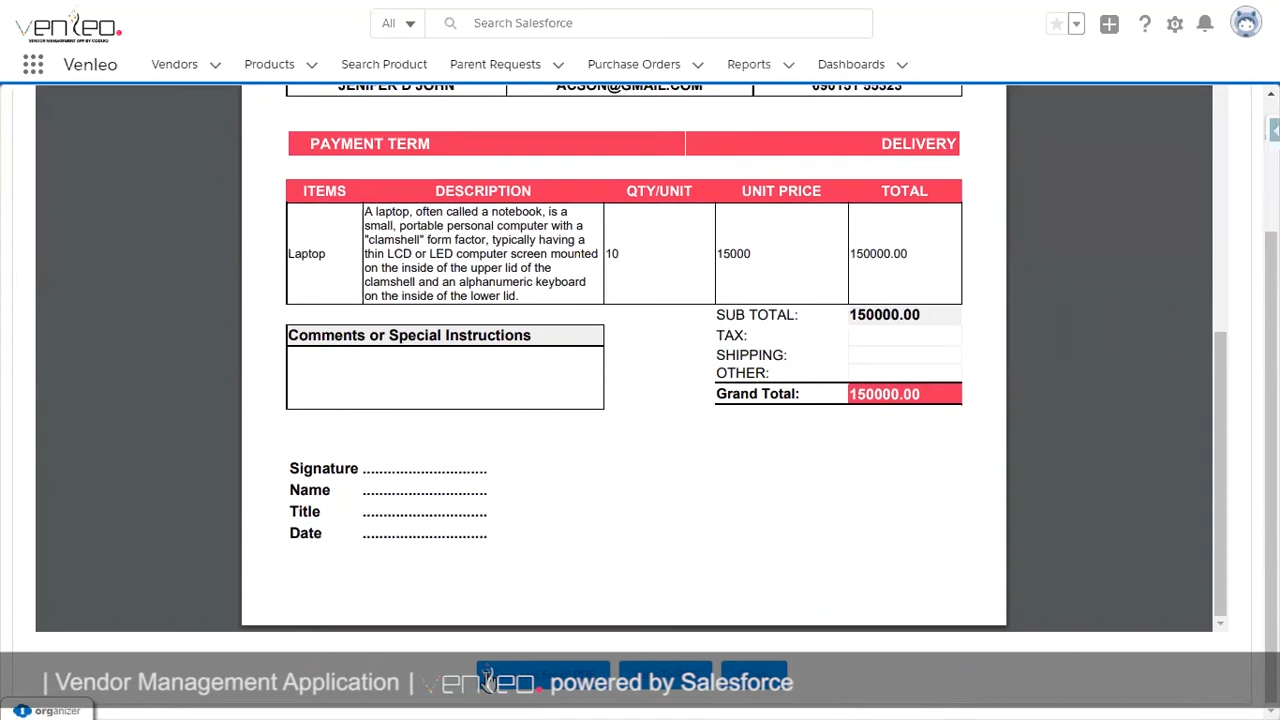 venleo.
VENDOR MANAGEMENT APP BY CODLEO
All
Search Salesforce
Venleo
Vendors
Products
Search Product
Parent Requests
Purchase Orders
Reports
Dashboards
JENIFER D JOHN
ACSON@GMAIL.COM
PAYMENT TERM
DELIVERY
ITEMS
DESCRIPTION
QTY/UNIT
UNIT PRICE
TOTAL
Laptop
A laptop, often called a notebook, is a
small, portable personal computer with a
"clamshell" form factor, typically having a
thin LCD or LED computer screen mounted
on the inside of the upper lid of the
clamshell and an alphanumeric keyboard
on the inside of the lower lid.
10
15000
150000.00
SUB TOTAL: 150000.00
TAX:
SHIPPING:
OTHER:
Grand Total: 150000.00
Comments or Special Instructions
Signature ..............................
Name ..............................
Title ..............................
Date ..............................
| Vendor Management Application | venleo. powered by Salesforce
organizer